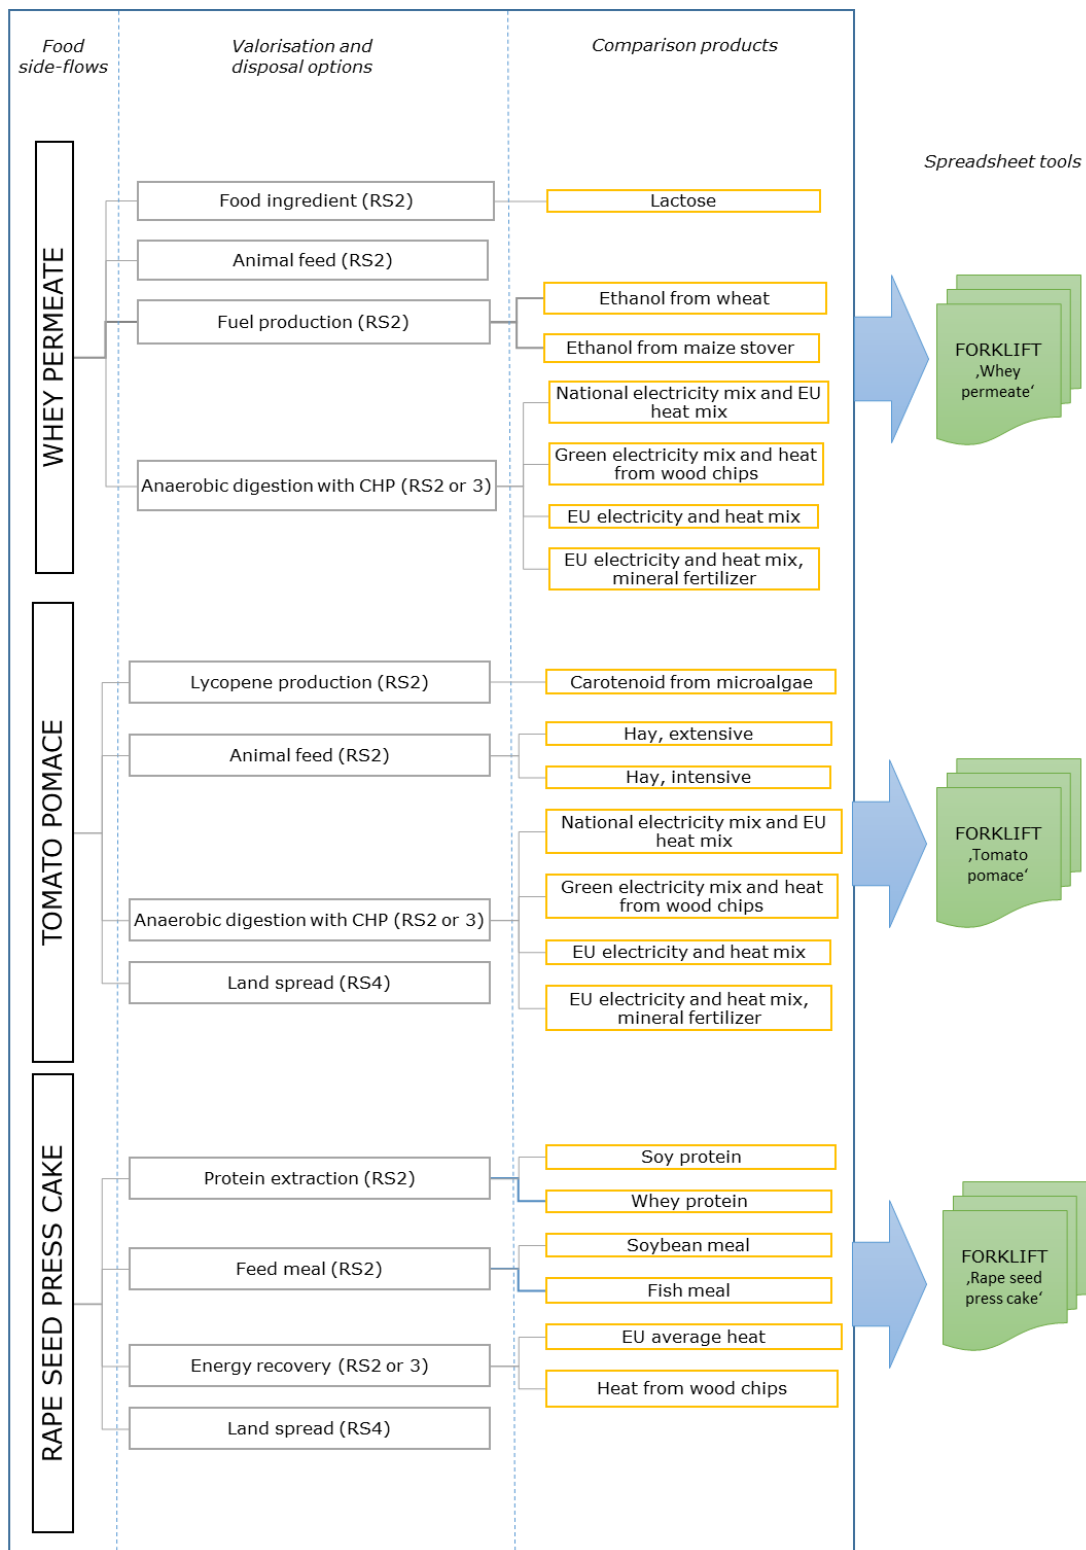 Food
side-flows
Valorisation and
disposal options
Comparison products
Spreadsheet tools
WHEY PERMEATE
Food ingredient (RS2)
Lactose
Animal feed (RS2)
Fuel production (RS2)
Ethanol from wheat
Ethanol from maize stover
Anaerobic digestion with CHP (RS2 or 3)
National electricity mix and EU
heat mix
Green electricity mix and heat
from wood chips
EU electricity and heat mix
EU electricity and heat mix,
mineral fertilizer
FORKLIFT
‚Whey
permeate‘
TOMATO POMACE
Lycopene production (RS2)
Carotenoid from microalgae
Animal feed (RS2)
Hay, extensive
Hay, intensive
Anaerobic digestion with CHP (RS2 or 3)
National electricity mix and EU
heat mix
Green electricity mix and heat
from wood chips
EU electricity and heat mix
EU electricity and heat mix,
mineral fertilizer
Land spread (RS4)
FORKLIFT
‚Tomato
pomace‘
RAPE SEED PRESS CAKE
Protein extraction (RS2)
Soy protein
Whey protein
Feed meal (RS2)
Soybean meal
Fish meal
Energy recovery (RS2 or 3)
EU average heat
Heat from wood chips
Land spread (RS4)
FORKLIFT
‚Rape seed
press cake‘